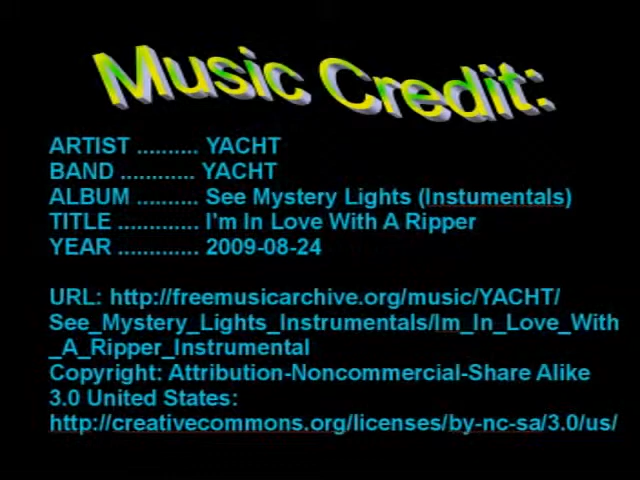 Music Credit:
ARTIST .......... YACHT
BAND ............ YACHT
ALBUM .......... See Mystery Lights (Instumentals)
TITLE ............. I'm In Love With A Ripper
YEAR ............. 2009-08-24
URL: http://freemusicarchive.org/music/YACHT/
See_Mystery_Lights_Instrumentals/Im_In_Love_With
_A_Ripper_Instrumental
Copyright: Attribution-Noncommercial-Share Alike
3.0 United States:
http://creativecommons.org/licenses/by-nc-sa/3.0/us/